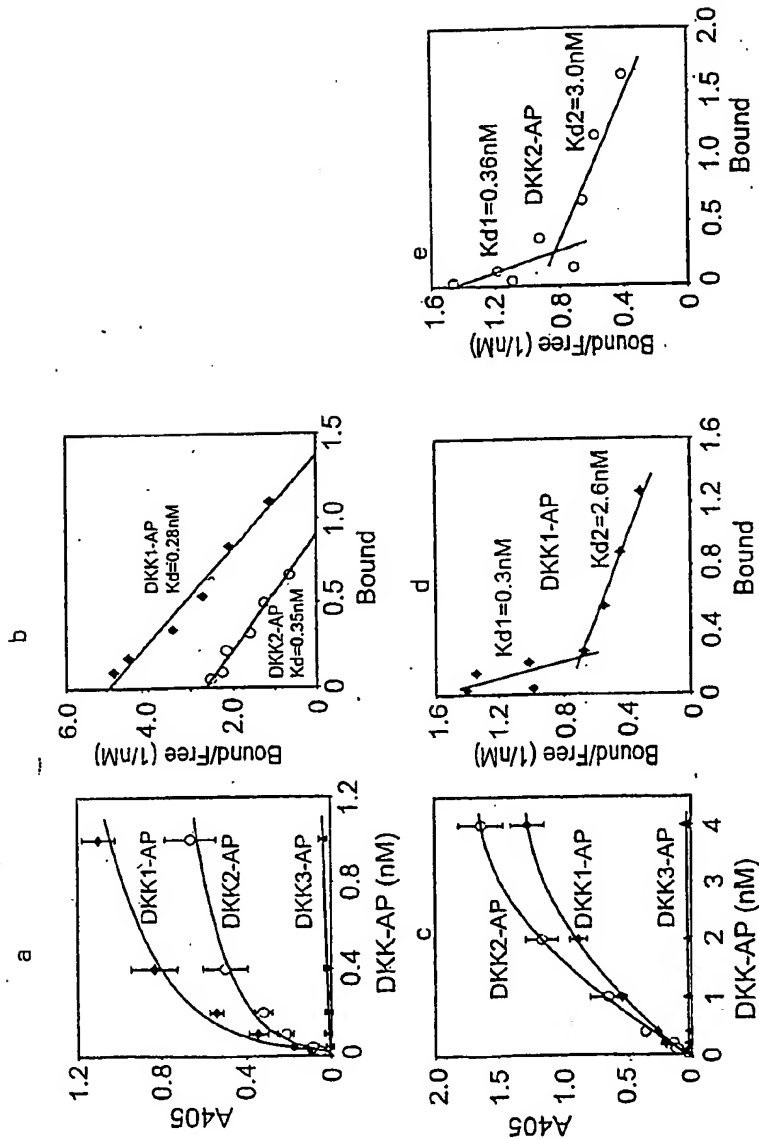 a
1.2
0.8
0.4
0
A405
DKK1-AP
DKK2-AP
DKK3-AP
0
0.4
0.8
1.2
DKK-AP (nM)
b
6.0
4.0
2.0
0
Bound/Free (1/nM)
DKK1-AP
Kd=0.28nM
DKK2-AP
Kd=0.35nM
0
0.5
1.0
1.5
Bound
c
2.0
1.5
1.0
0.5
0
A405
DKK2-AP
DKK1-AP
DKK3-AP
0
1
2
3
4
DKK-AP (nM)
d
1.6
1.2
0.8
0.4
0
Bound/Free (1/nM)
Kd1=0.3nM
DKK1-AP
Kd2=2.6nM
0
0.4
0.8
1.2
1.6
Bound
e
1.6
1.2
0.8
0.4
0
Bound/Free (1/nM)
Kd1=0.36nM
DKK2-AP
Kd2=3.0nM
0
0.5
1.0
1.5
2.0
Bound